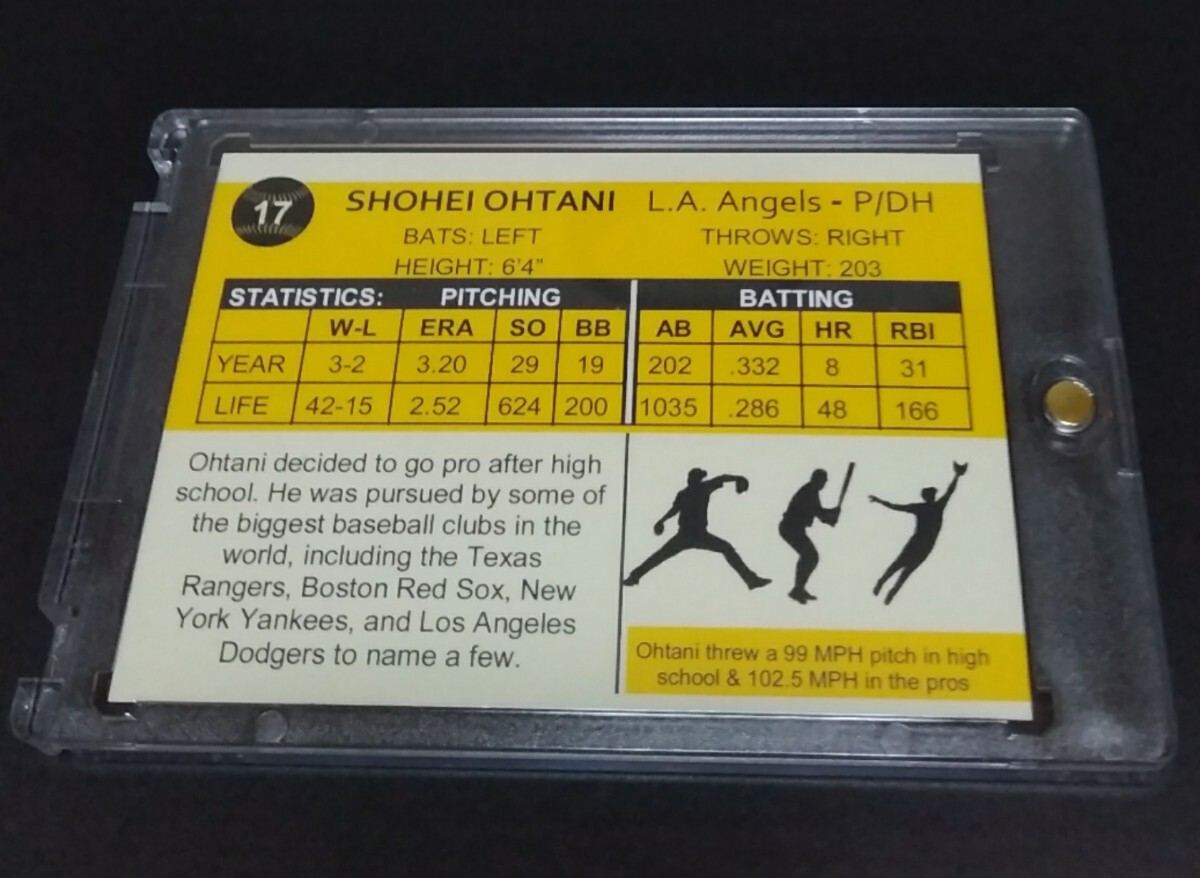 17
SHOHEI OHTANI L.A. Angels - P/DH
BATS: LEFT THROWS: RIGHT
HEIGHT: 6'4" WEIGHT: 203
STATISTICS: PITCHING BATTING
W-L ERA SO BB AB AVG HR RBI
YEAR 3-2 3.20 29 19 202 .332 8 31
LIFE 42-15 2.52 624 200 1035 .286 48 166
Ohtani decided to go pro after high
school. He was pursued by some of
the biggest baseball clubs in the
world, including the Texas
Rangers, Boston Red Sox, New
York Yankees, and Los Angeles
Dodgers to name a few.
Ohtani threw a 99 MPH pitch in high
school & 102.5 MPH in the pros